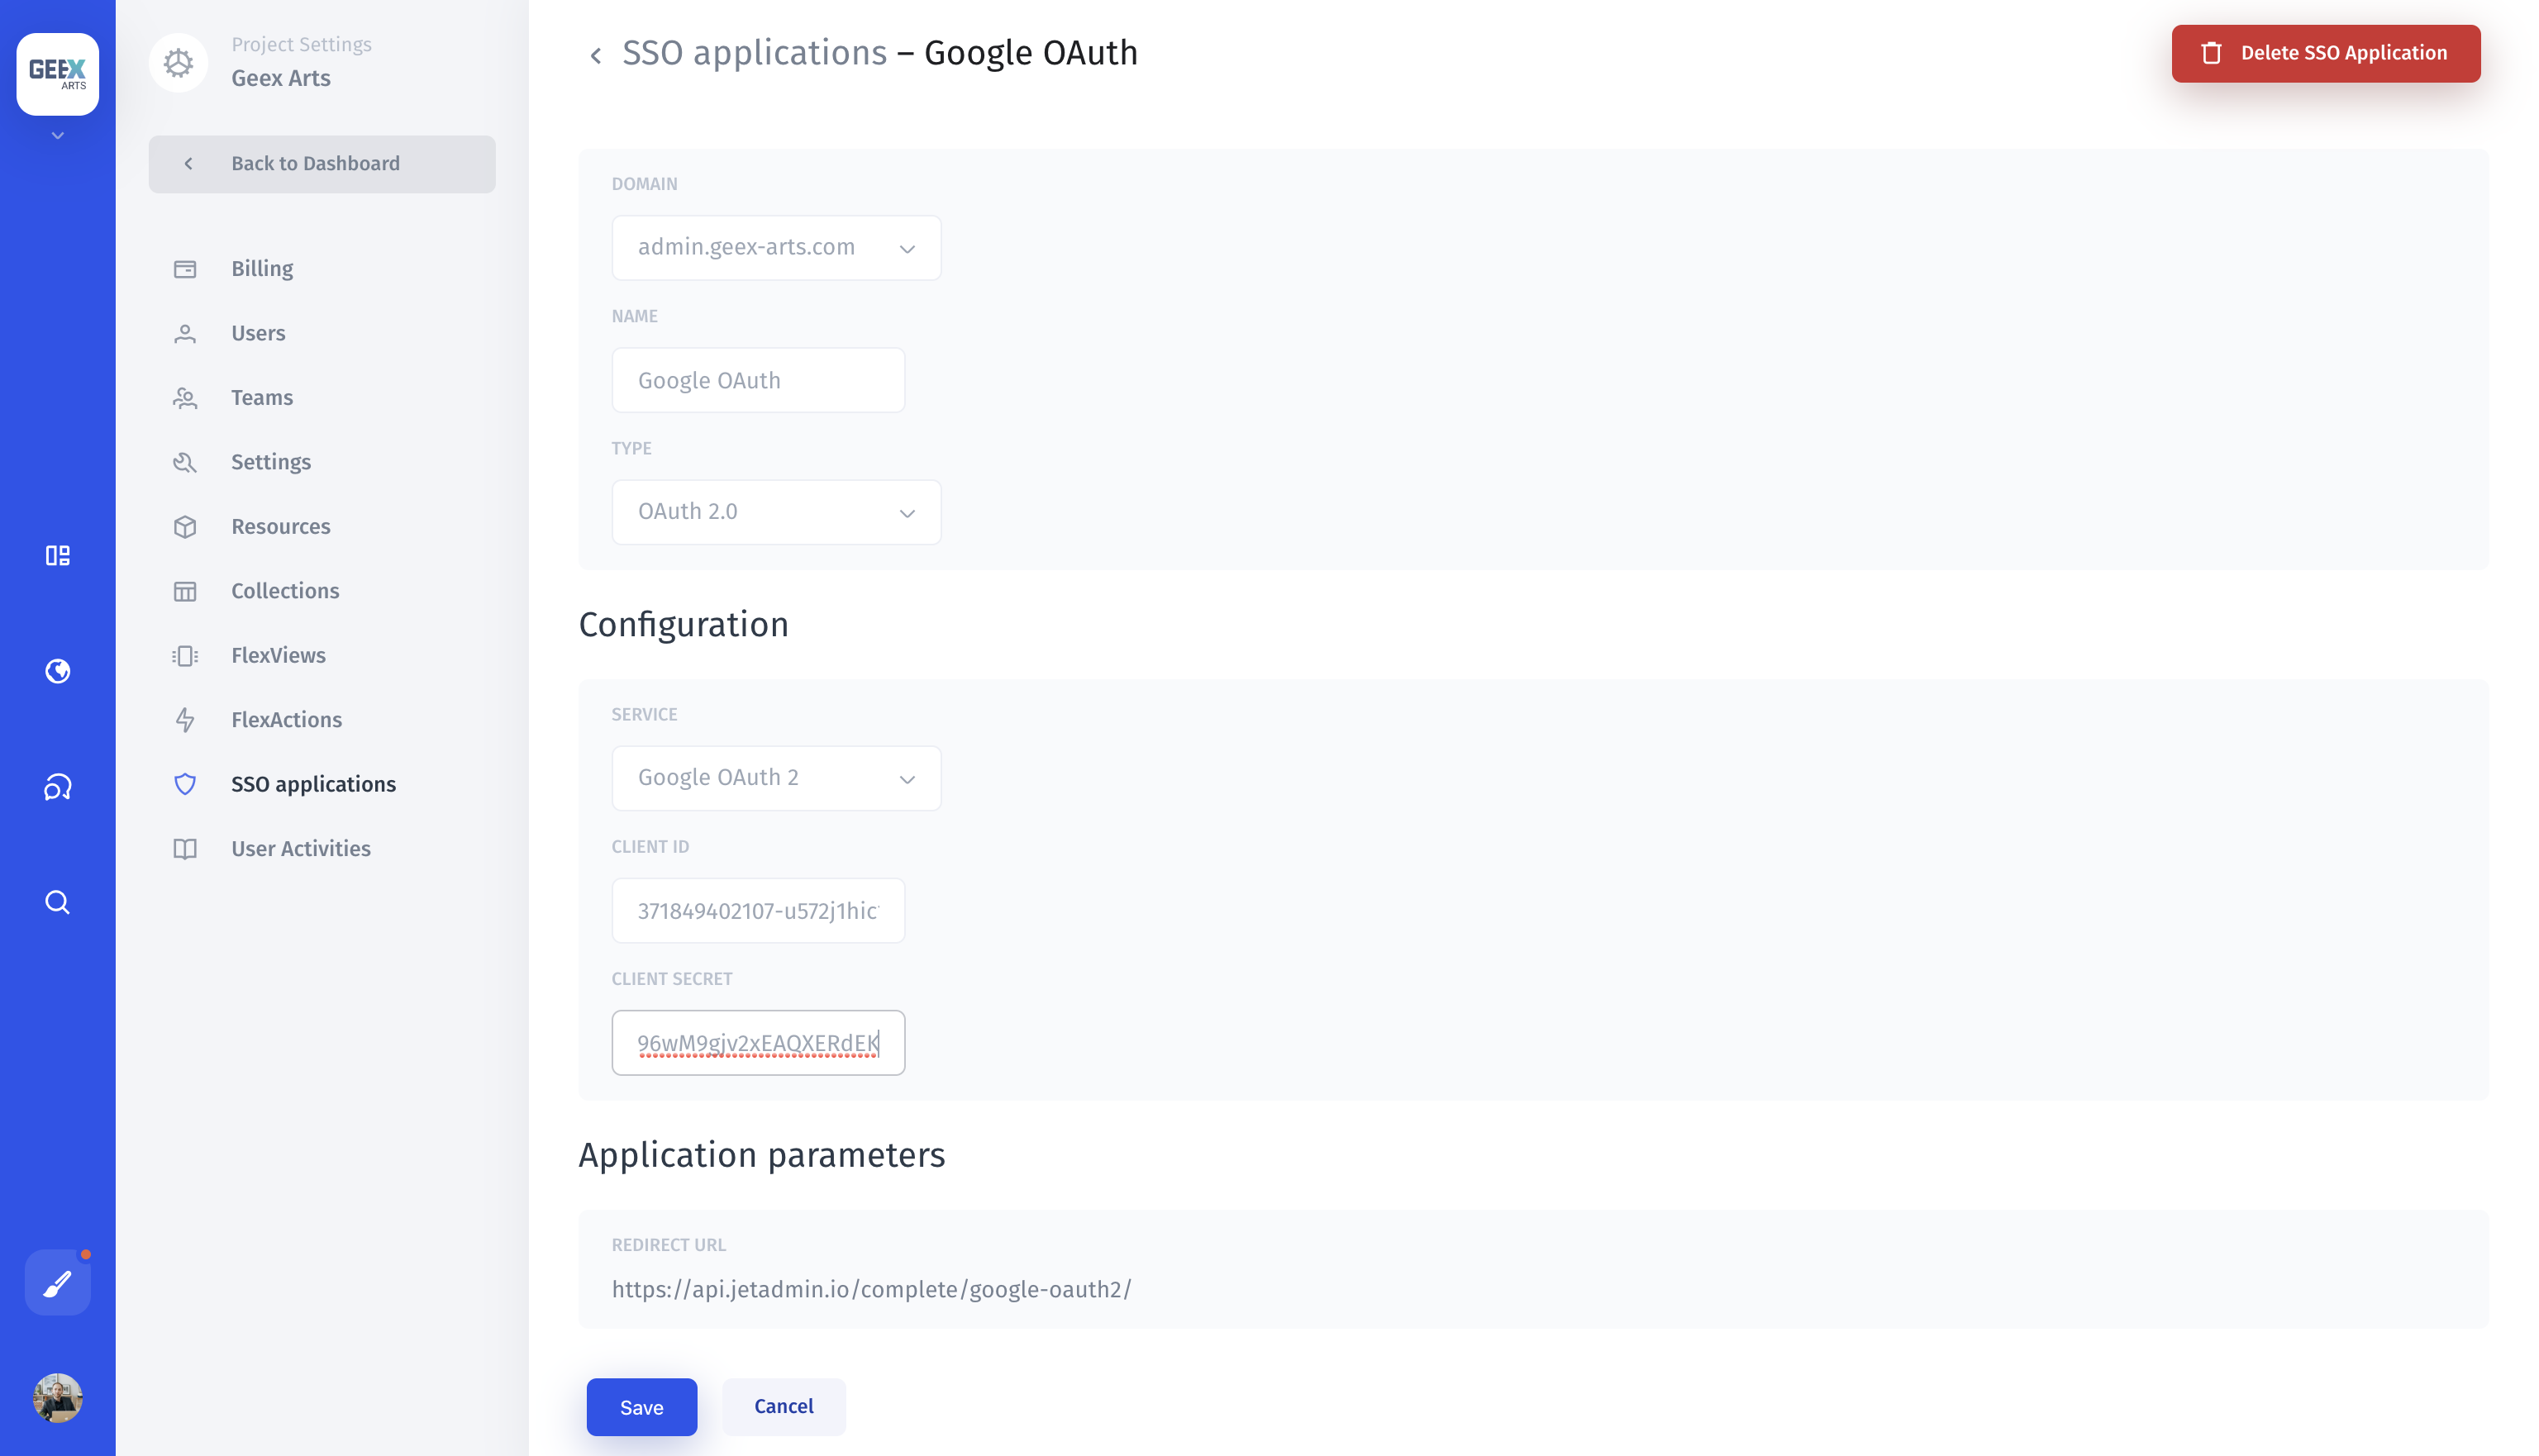 GEEX
ARTS
Project Settings
Geex Arts
Back to Dashboard
Billing
Users
Teams
Settings
Resources
Collections
FlexViews
FlexActions
SSO applications
User Activities
SSO applications – Google OAuth
Delete SSO Application
DOMAIN
admin.geex-arts.com
NAME
Google OAuth
TYPE
OAuth 2.0
Configuration
SERVICE
Google OAuth 2
CLIENT ID
371849402107-u572j1hic
CLIENT SECRET
96wM9gjv2xEAQXERdEK
Application parameters
REDIRECT URL
https://api.jetadmin.io/complete/google-oauth2/
Save
Cancel